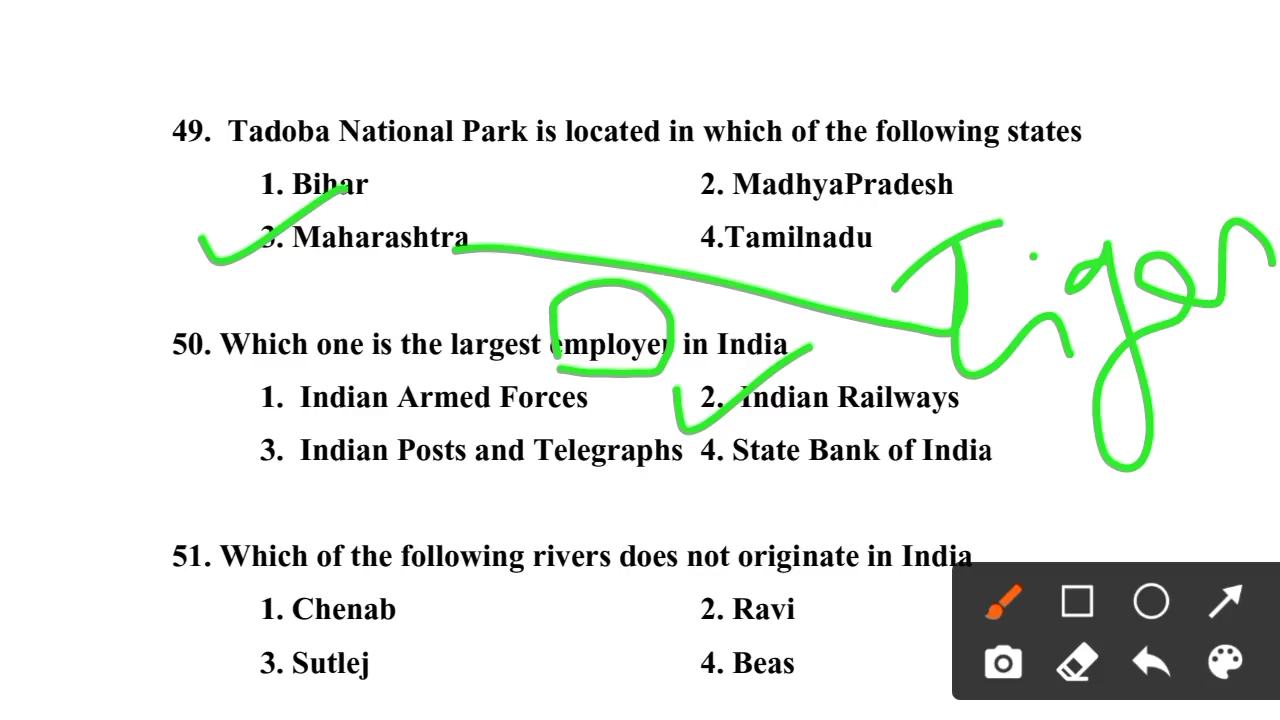 49. Tadoba National Park is located in which of the following states
1. Bihar 2. MadhyaPradesh
3. Maharashtra 4.Tamilnadu
Tiger
50. Which one is the largest employer in India
1. Indian Armed Forces 2. Indian Railways
3. Indian Posts and Telegraphs 4. State Bank of India
51. Which of the following rivers does not originate in India
1. Chenab 2. Ravi
3. Sutlej 4. Beas